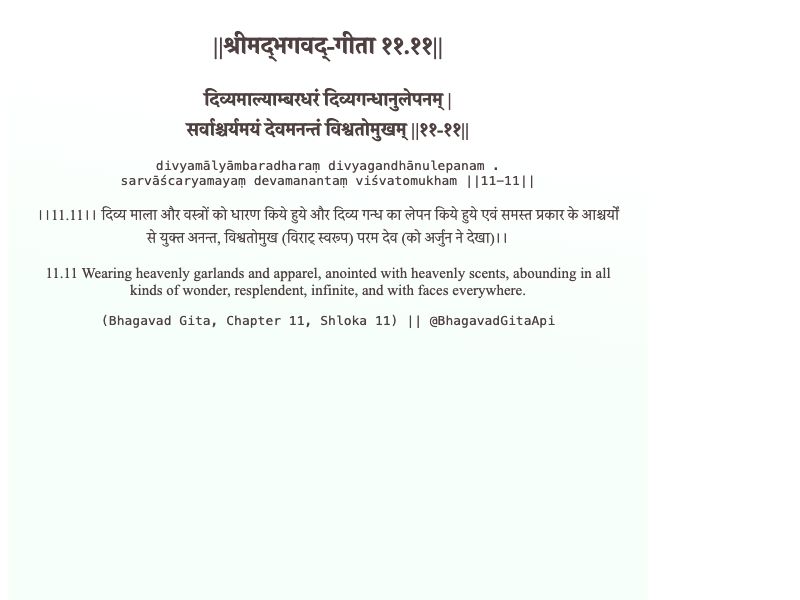 ||श्रीमद्‍भगवद्‍-गीता ११.११||
दिव्यमाल्याम्बरधरं दिव्यगन्धानुलेपनम् |
सर्वाश्चर्यमयं देवमनन्तं विश्वतोमुखम् ||११-११||
divyamālyāmbaradharaṃ divyagandhānulepanam .
sarvāścaryamayaṃ devamanantaṃ viśvatomukham ||11-11||
।।11.11।। दिव्य माला और वस्त्रों को धारण किये हुये और दिव्य गन्ध का लेपन किये हुये एवं समस्त प्रकार के आश्चर्यों
से युक्त अनन्त, विश्वतोमुख (विराट् स्वरूप) परम देव (को अर्जुन ने देखा)।।
11.11 Wearing heavenly garlands and apparel, anointed with heavenly scents, abounding in all
kinds of wonder, resplendent, infinite, and with faces everywhere.
(Bhagavad Gita, Chapter 11, Shloka 11) || @BhagavadGitaApi